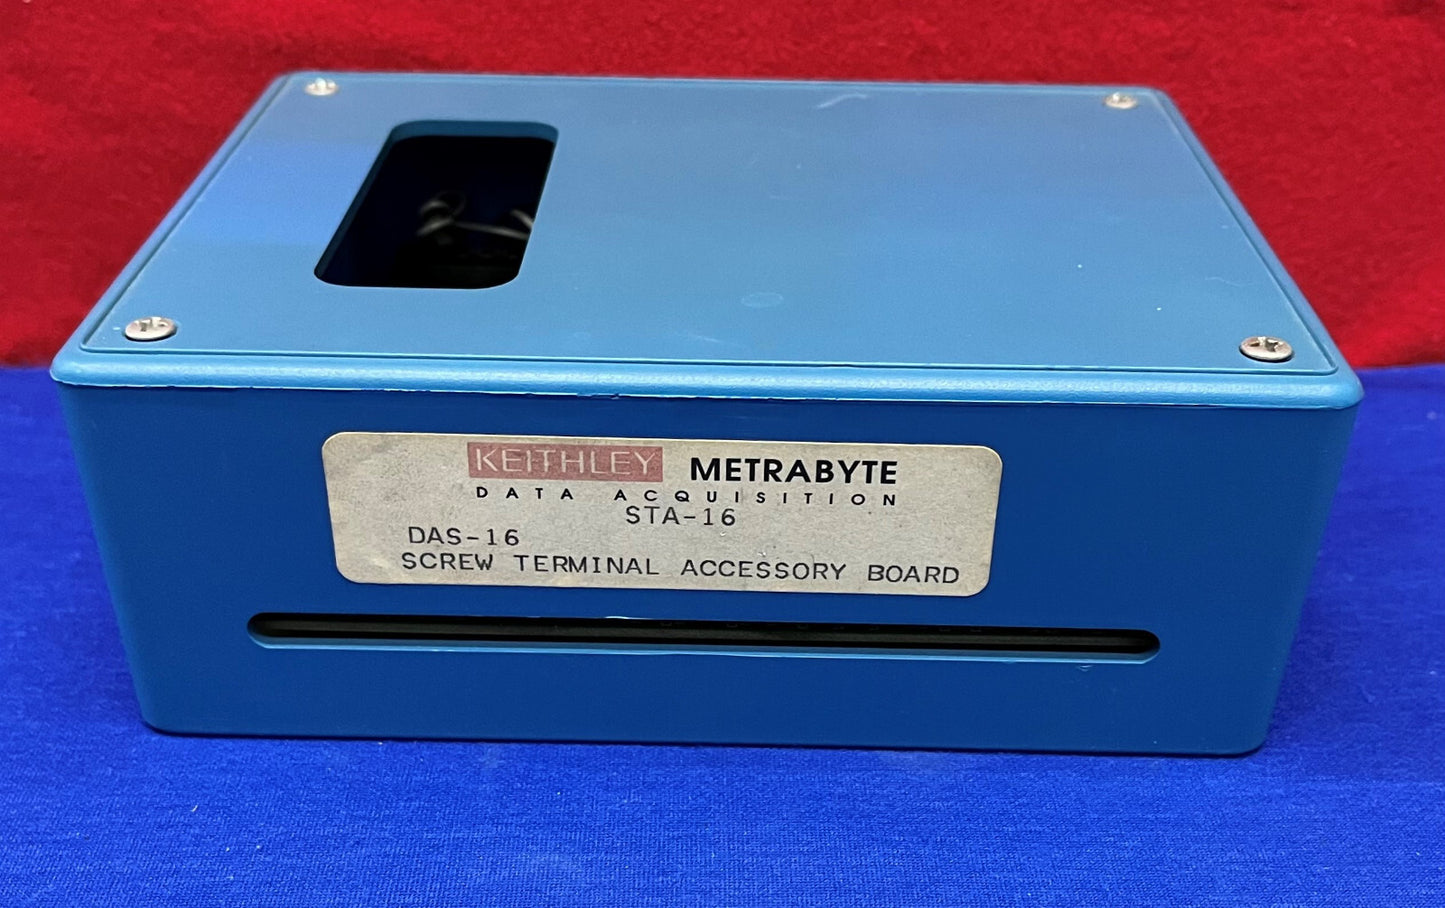 KEITHLEY METRABYTE
DATA ACQUISITION
STA-16
DAS-16
SCREW TERMINAL ACCESSORY BOARD